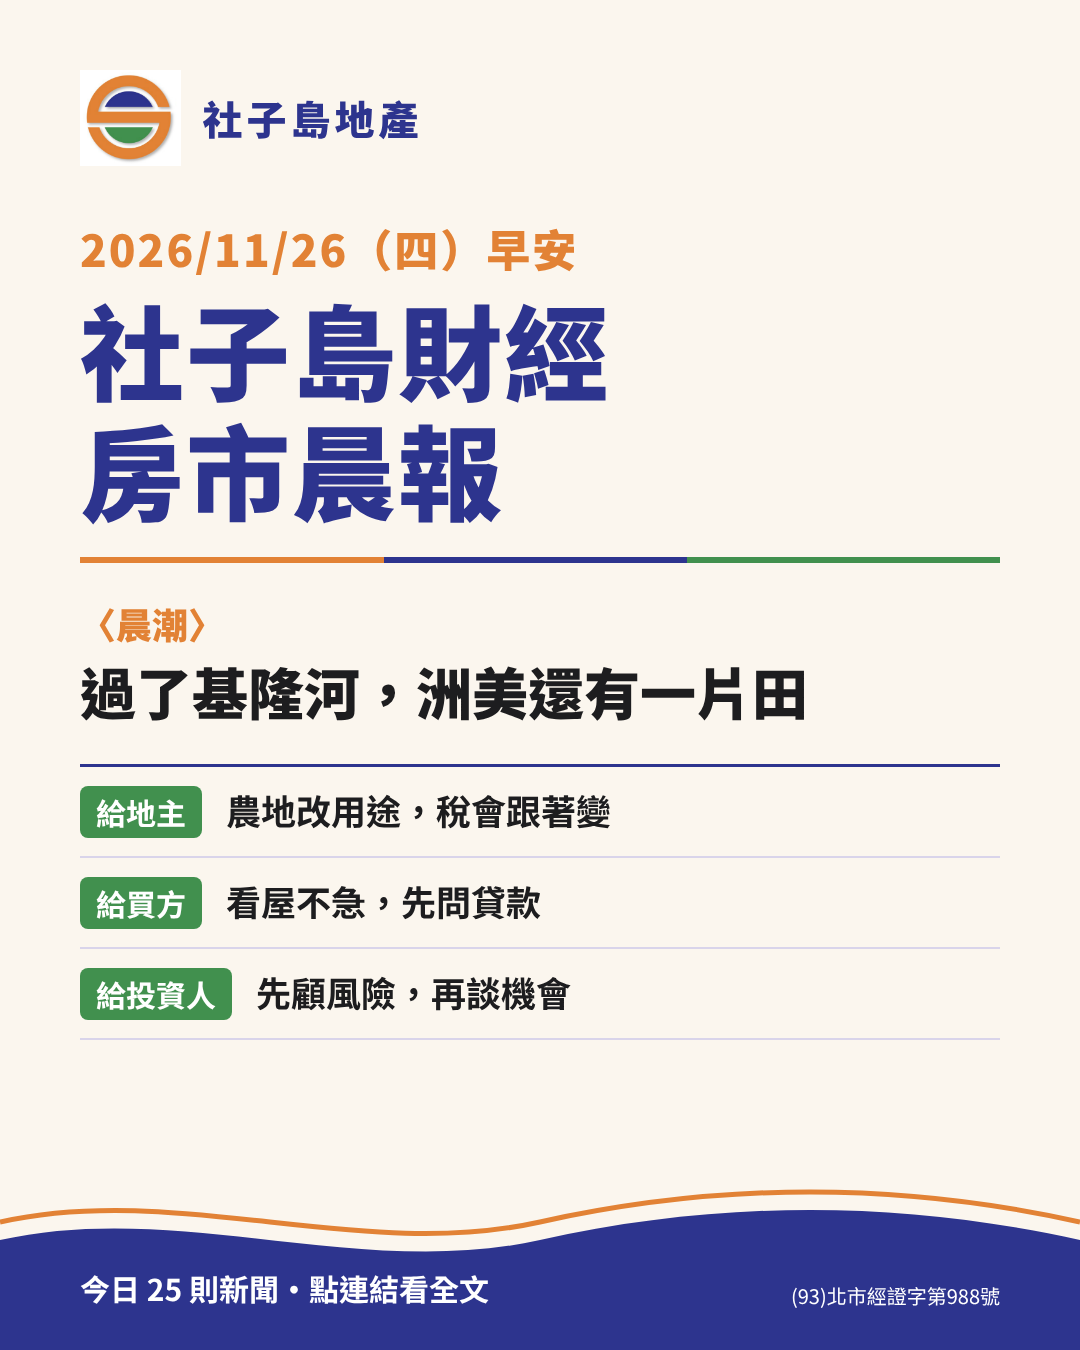 社子島地產
2026/11/26（四）早安
社子島財經
房市晨報
〈晨潮〉
過了基隆河，洲美還有一片田
給地主 農地改用途，稅會跟著變
給買方 看屋不急，先問貸款
給投資人 先顧風險，再談機會
今日 25 則新聞・點連結看全文
(93)北市經證字第988號